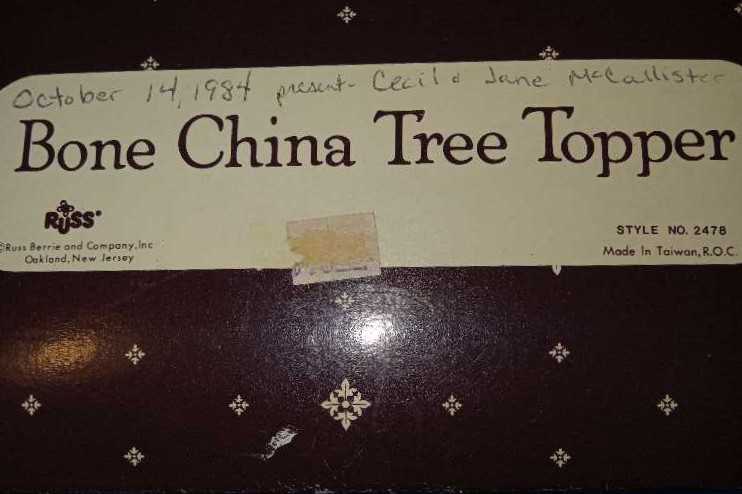 October 14, 1984 present- Cecil & Jane McCallister
Bone China Tree Topper
RUSS®
©Russ Berrie and Company, Inc
Oakland, New Jersey
STYLE NO. 2478
Made In Taiwan, R.O.C.